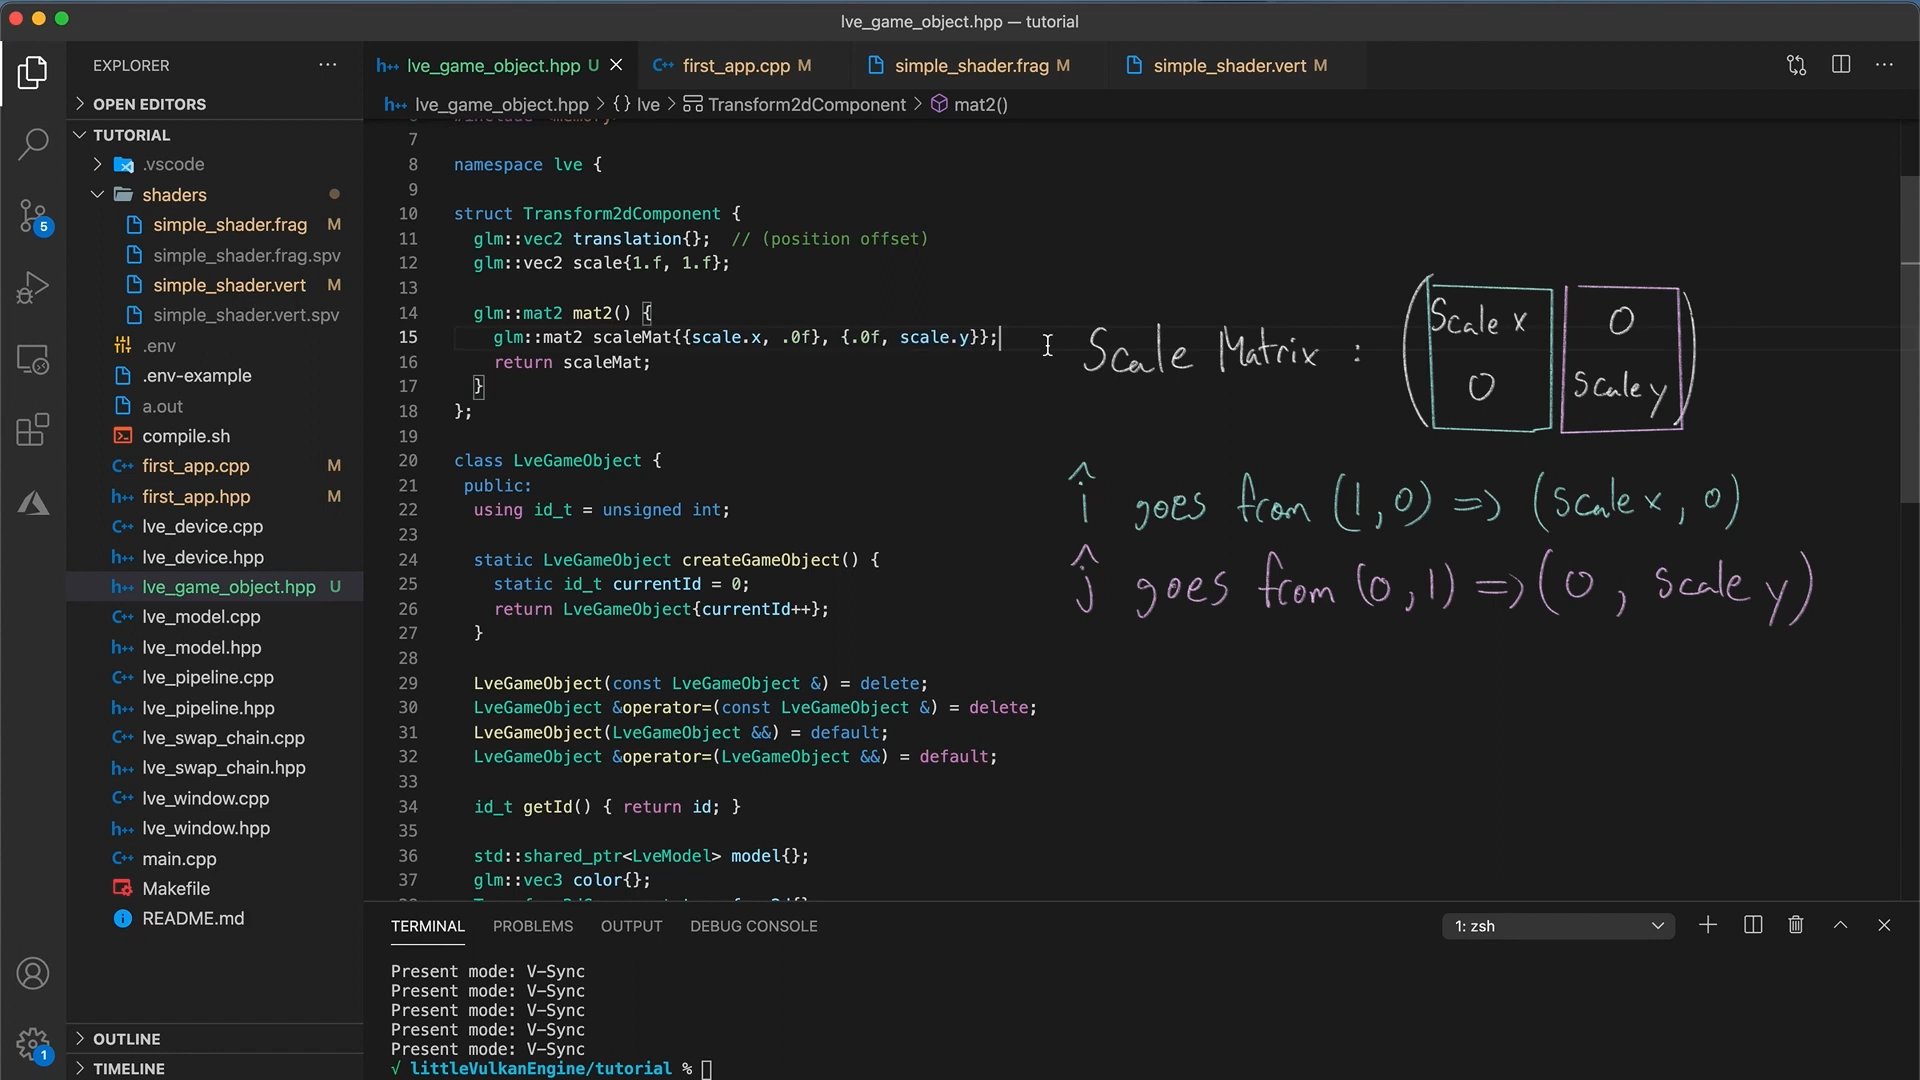 lve_game_object.hpp — tutorial
EXPLORER
OPEN EDITORS
TUTORIAL
.vscode
shaders
simple_shader.frag M
simple_shader.frag.spv
simple_shader.vert M
simple_shader.vert.spv
.env
.env-example
a.out
compile.sh
first_app.cpp M
first_app.hpp M
lve_device.cpp
lve_device.hpp
lve_game_object.hpp U
lve_model.cpp
lve_model.hpp
lve_pipeline.cpp
lve_pipeline.hpp
lve_swap_chain.cpp
lve_swap_chain.hpp
lve_window.cpp
lve_window.hpp
main.cpp
Makefile
README.md
OUTLINE
TIMELINE
5
1
lve_game_object.hpp U first_app.cpp M simple_shader.frag M simple_shader.vert M
lve_game_object.hpp > {} lve > Transform2dComponent > mat2()
7
8 namespace lve {
9
10 struct Transform2dComponent {
11 glm::vec2 translation{}; // (position offset)
12 glm::vec2 scale{1.f, 1.f};
13
14 glm::mat2 mat2() {
15 glm::mat2 scaleMat{{scale.x, .0f}, {.0f, scale.y}};
16 return scaleMat;
17 }
18 };
19
20 class LveGameObject {
21 public:
22 using id_t = unsigned int;
23
24 static LveGameObject createGameObject() {
25 static id_t currentId = 0;
26 return LveGameObject{currentId++};
27 }
28
29 LveGameObject(const LveGameObject &) = delete;
30 LveGameObject &operator=(const LveGameObject &) = delete;
31 LveGameObject(LveGameObject &&) = default;
32 LveGameObject &operator=(LveGameObject &&) = default;
33
34 id_t getId() { return id; }
35
36 std::shared_ptr<LveModel> model{};
37 glm::vec3 color{};
Scale Matrix :
Scale x 0
0 Scale y
î goes from (1,0) => (scale x, 0)
ĵ goes from (0,1) => (0, scale y)
TERMINAL PROBLEMS OUTPUT DEBUG CONSOLE 1: zsh
Present mode: V-Sync
Present mode: V-Sync
Present mode: V-Sync
Present mode: V-Sync
Present mode: V-Sync
√ littleVulkanEngine/tutorial %